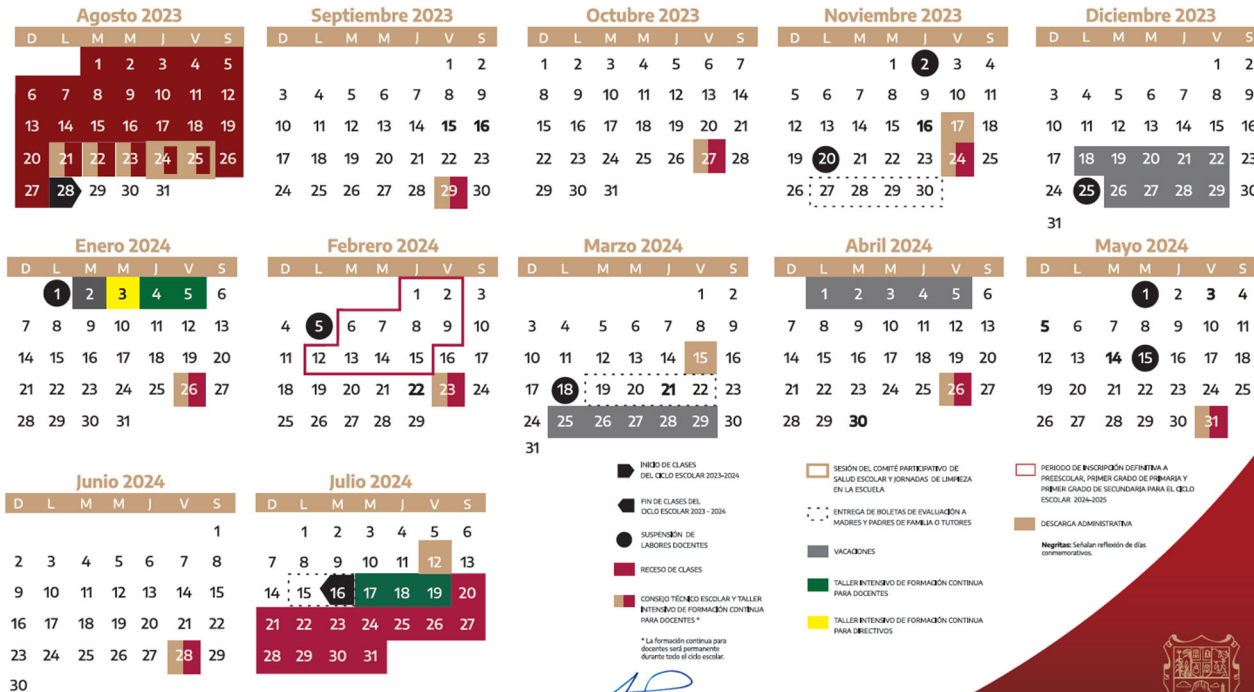 Agosto 2023
D L M M J V S
1 2 3 4 5
6 7 8 9 10 11 12
13 14 15 16 17 18 19
20 21 22 23 24 25 26
27 28 29 30 31
Septiembre 2023
D L M M J V S
1 2
3 4 5 6 7 8 9
10 11 12 13 14 15 16
17 18 19 20 21 22 23
24 25 26 27 28 29 30
Octubre 2023
D L M M J V S
1 2 3 4 5 6 7
8 9 10 11 12 13 14
15 16 17 18 19 20 21
22 23 24 25 26 27 28
29 30 31
Noviembre 2023
D L M M J V S
1 2 3 4
5 6 7 8 9 10 11
12 13 14 15 16 17 18
19 20 21 22 23 24 25
26 27 28 29 30
Diciembre 2023
D L M M J V S
1 2
3 4 5 6 7 8 9
10 11 12 13 14 15 16
17 18 19 20 21 22 23
24 25 26 27 28 29 30
31
Enero 2024
D L M M J V S
1 2 3 4 5 6
7 8 9 10 11 12 13
14 15 16 17 18 19 20
21 22 23 24 25 26 27
28 29 30 31
Febrero 2024
D L M M J V S
1 2 3
4 5 6 7 8 9 10
11 12 13 14 15 16 17
18 19 20 21 22 23 24
25 26 27 28 29
Marzo 2024
D L M M J V S
1 2
3 4 5 6 7 8 9
10 11 12 13 14 15 16
17 18 19 20 21 22 23
24 25 26 27 28 29 30
31
Abril 2024
D L M M J V S
1 2 3 4 5 6
7 8 9 10 11 12 13
14 15 16 17 18 19 20
21 22 23 24 25 26 27
28 29 30
Mayo 2024
D L M M J V S
1 2 3 4
5 6 7 8 9 10 11
12 13 14 15 16 17 18
19 20 21 22 23 24 25
26 27 28 29 30 31
Junio 2024
D L M M J V S
1
2 3 4 5 6 7 8
9 10 11 12 13 14 15
16 17 18 19 20 21 22
23 24 25 26 27 28 29
30
Julio 2024
D L M M J V S
1 2 3 4 5 6
7 8 9 10 11 12 13
14 15 16 17 18 19 20
21 22 23 24 25 26 27
28 29 30 31
INICIO DE CLASES
DEL CICLO ESCOLAR 2023-2024
FIN DE CLASES DEL
CICLO ESCOLAR 2023 - 2024
SUSPENSIÓN DE
LABORES DOCENTES
RECESO DE CLASES
CONSEJO TÉCNICO ESCOLAR Y TALLER
INTENSIVO DE FORMACIÓN CONTINUA
PARA DOCENTES *
* La formación continua para
docentes será permanente
durante todo el ciclo escolar.
SESIÓN DEL COMITÉ PARTICIPATIVO DE
SALUD ESCOLAR Y JORNADAS DE LIMPIEZA
EN LA ESCUELA
ENTREGA DE BOLETAS DE EVALUACIÓN A
MADRES Y PADRES DE FAMILIA O TUTORES
VACACIONES
TALLER INTENSIVO DE FORMACIÓN CONTINUA
PARA DOCENTES
TALLER INTENSIVO DE FORMACIÓN CONTINUA
PARA DIRECTIVOS
PERIODO DE INSCRIPCIÓN DEFINITIVA A
PREESCOLAR, PRIMER GRADO DE PRIMARIA Y
PRIMER GRADO DE SECUNDARIA PARA EL CICLO
ESCOLAR 2024-2025
DESCARGA ADMINISTRATIVA
Negritas: Señalan reflexión de días
conmemorativos.